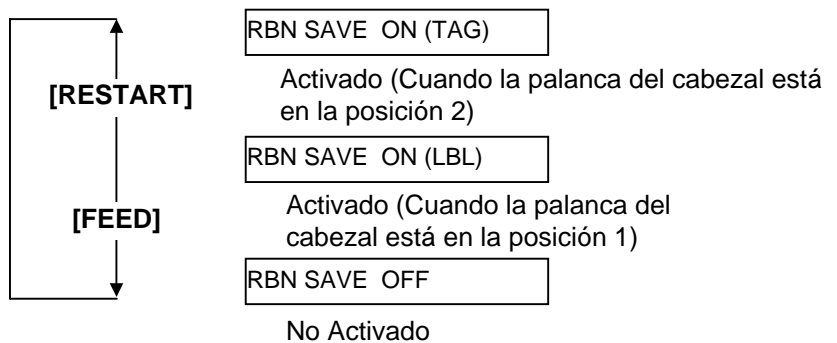 RBN SAVE ON (TAG)
Activado (Cuando la palanca del cabezal está
en la posición 2)
[RESTART]
RBN SAVE ON (LBL)
Activado (Cuando la palanca del
cabezal está en la posición 1)
[FEED]
RBN SAVE OFF
No Activado